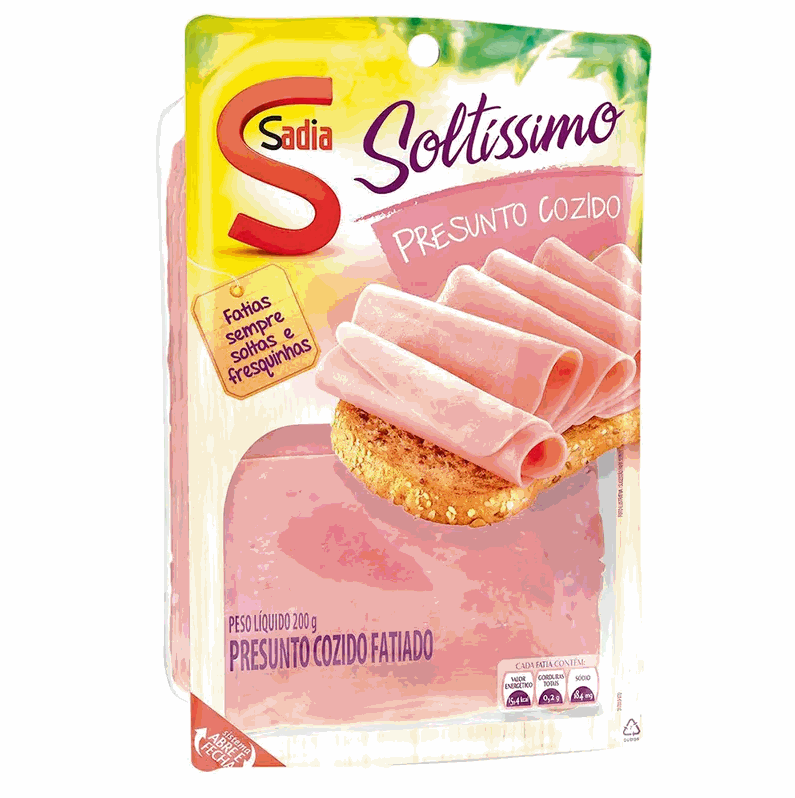 Sadia
Soltíssimo
PRESUNTO COZIDO
Fatias
sempre
soltas e
fresquinhas
PESO LÍQUIDO 200 g
PRESUNTO COZIDO FATIADO
CADA FATIA CONTÉM:
VALOR
ENERGÉTICO
GORDURAS
TOTAIS
SÓDIO
0,2 g
sistema
ABRE E
FECHA